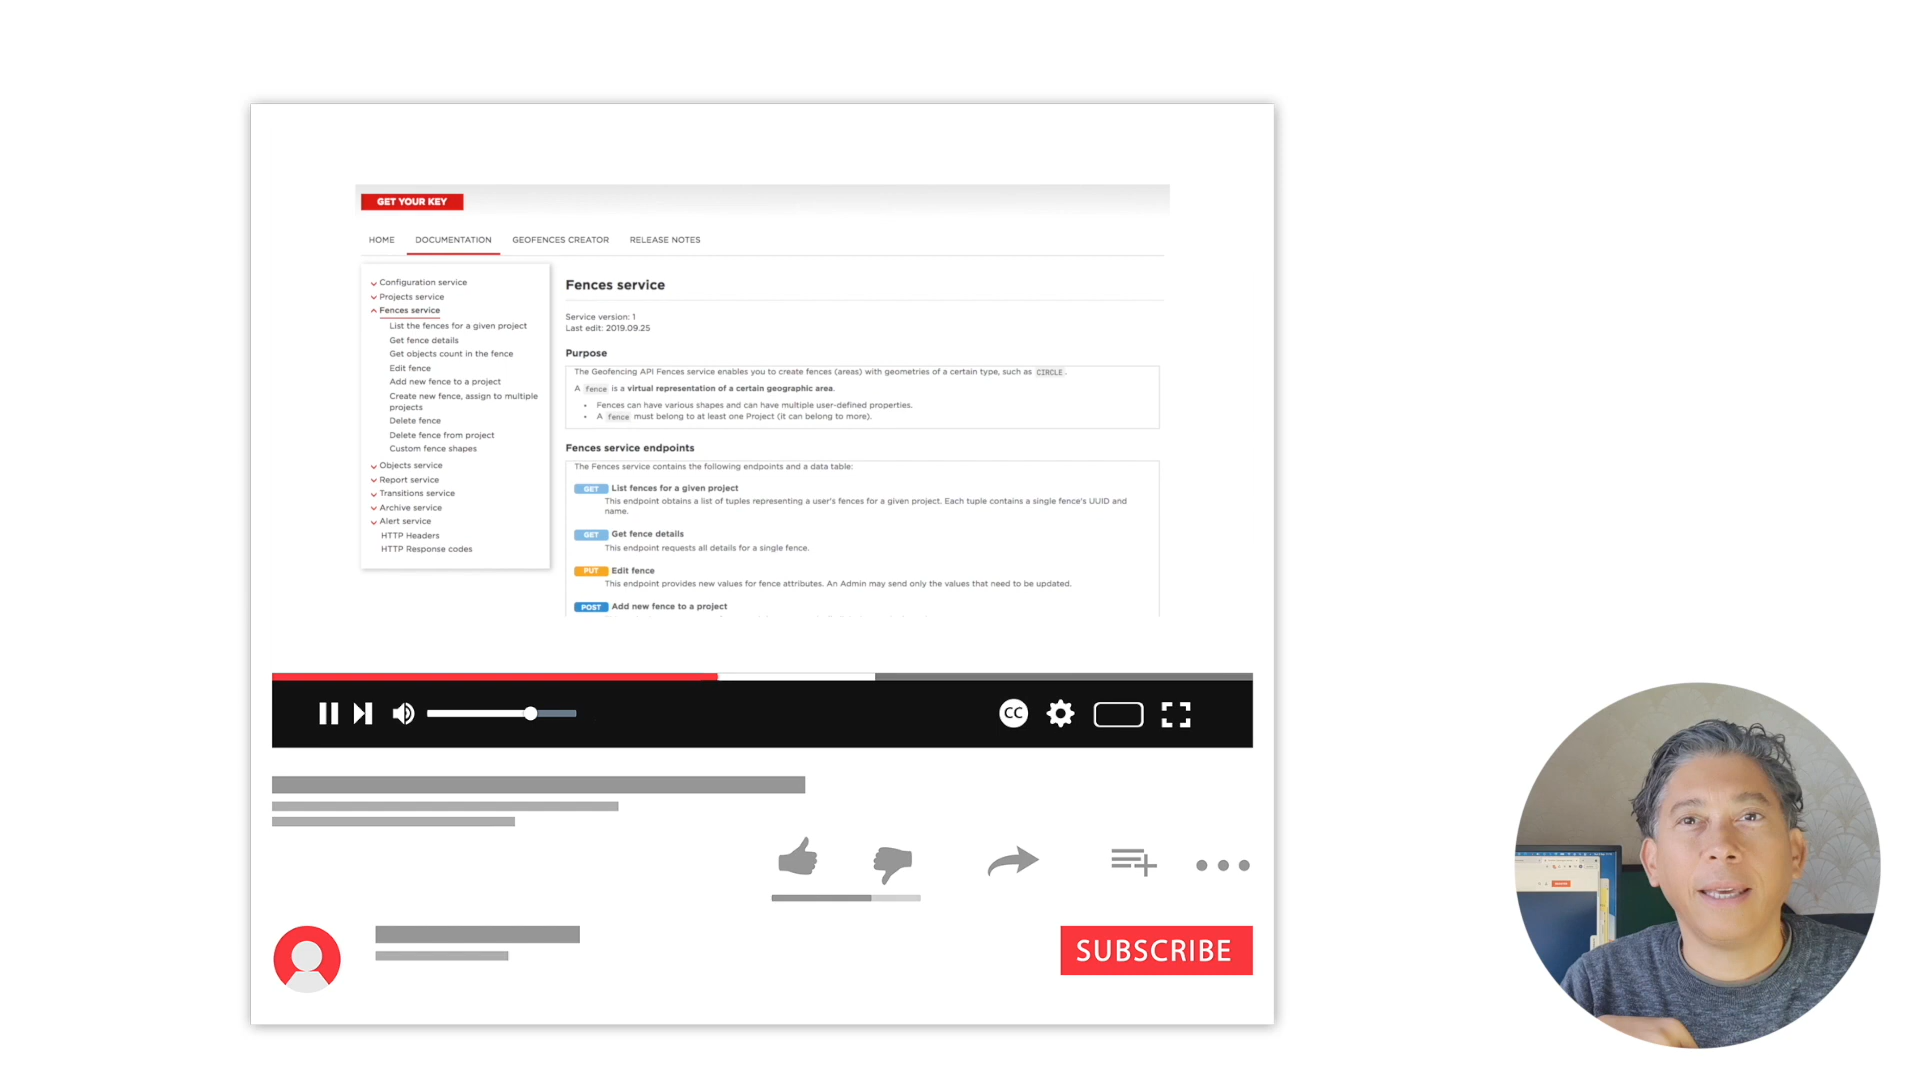 GET YOUR KEY
HOME DOCUMENTATION GEOFENCES CREATOR RELEASE NOTES
Configuration service
Projects service
Fences service
List the fences for a given project
Get fence details
Get objects count in the fence
Edit fence
Add new fence to a project
Create new fence, assign to multiple
projects
Delete fence
Delete fence from project
Custom fence shapes
Objects service
Report service
Transitions service
Archive service
Alert service
HTTP Headers
HTTP Response codes
Fences service
Service version: 1
Last edit: 2019.09.25
Purpose
The Geofencing API Fences service enables you to create fences (areas) with geometries of a certain type, such as CIRCLE.
A fence is a virtual representation of a certain geographic area.
• Fences can have various shapes and can have multiple user-defined properties.
• A fence must belong to at least one Project (it can belong to more).
Fences service endpoints
The Fences service contains the following endpoints and a data table:
GET List fences for a given project
This endpoint obtains a list of tuples representing a user's fences for a given project. Each tuple contains a single fence's UUID and
name.
GET Get fence details
This endpoint requests all details for a single fence.
PUT Edit fence
This endpoint provides new values for fence attributes. An Admin may send only the values that need to be updated.
POST Add new fence to a project
CC
SUBSCRIBE